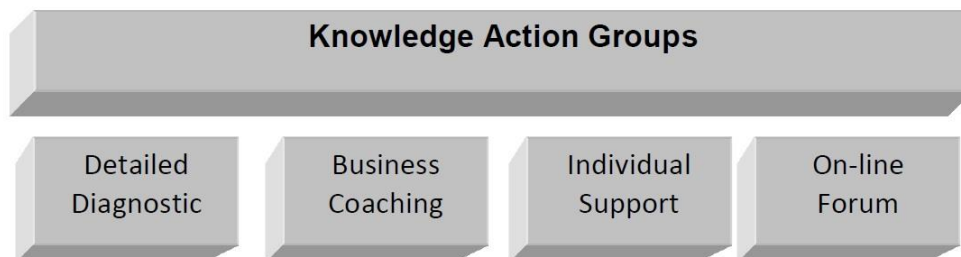 Knowledge Action Groups
Detailed
Diagnostic
Business
Coaching
Individual
Support
On-line
Forum